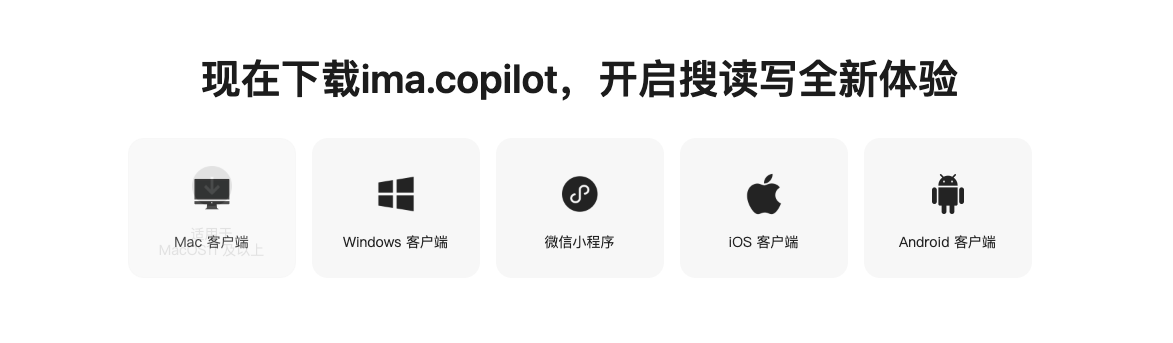 现在下载ima.copilot，开启搜读写全新体验
Mac 客户端
适用于
MacOS11 及以上
Windows 客户端
微信小程序
iOS 客户端
Android 客户端